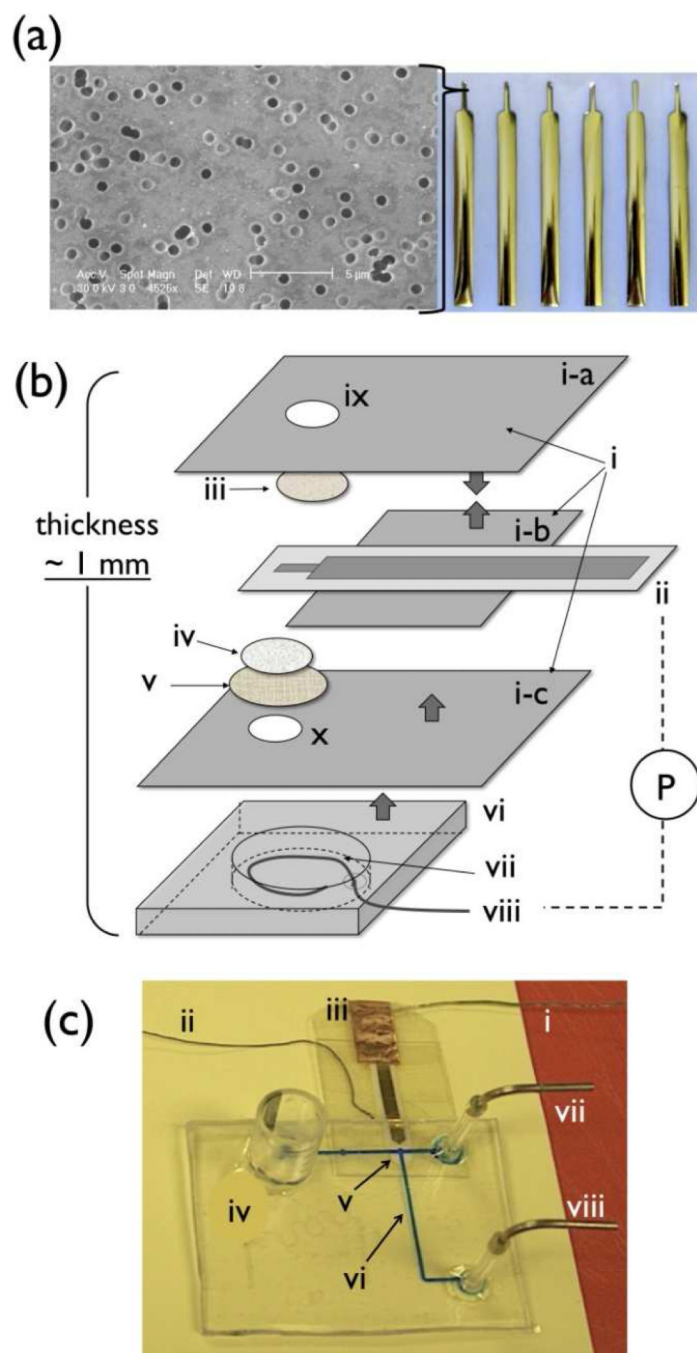 (a)
Acc.V Spot Magn Det WD 5 µm
30.0 kV 3.0 4526x SE 10.8
(b)
i-a
ix
iii
i
thickness
~ 1 mm
i-b
ii
iv
v
i-c
x
P
vi
vii
viii
(c)
ii
iii
i
vii
v
iv
viii
vi